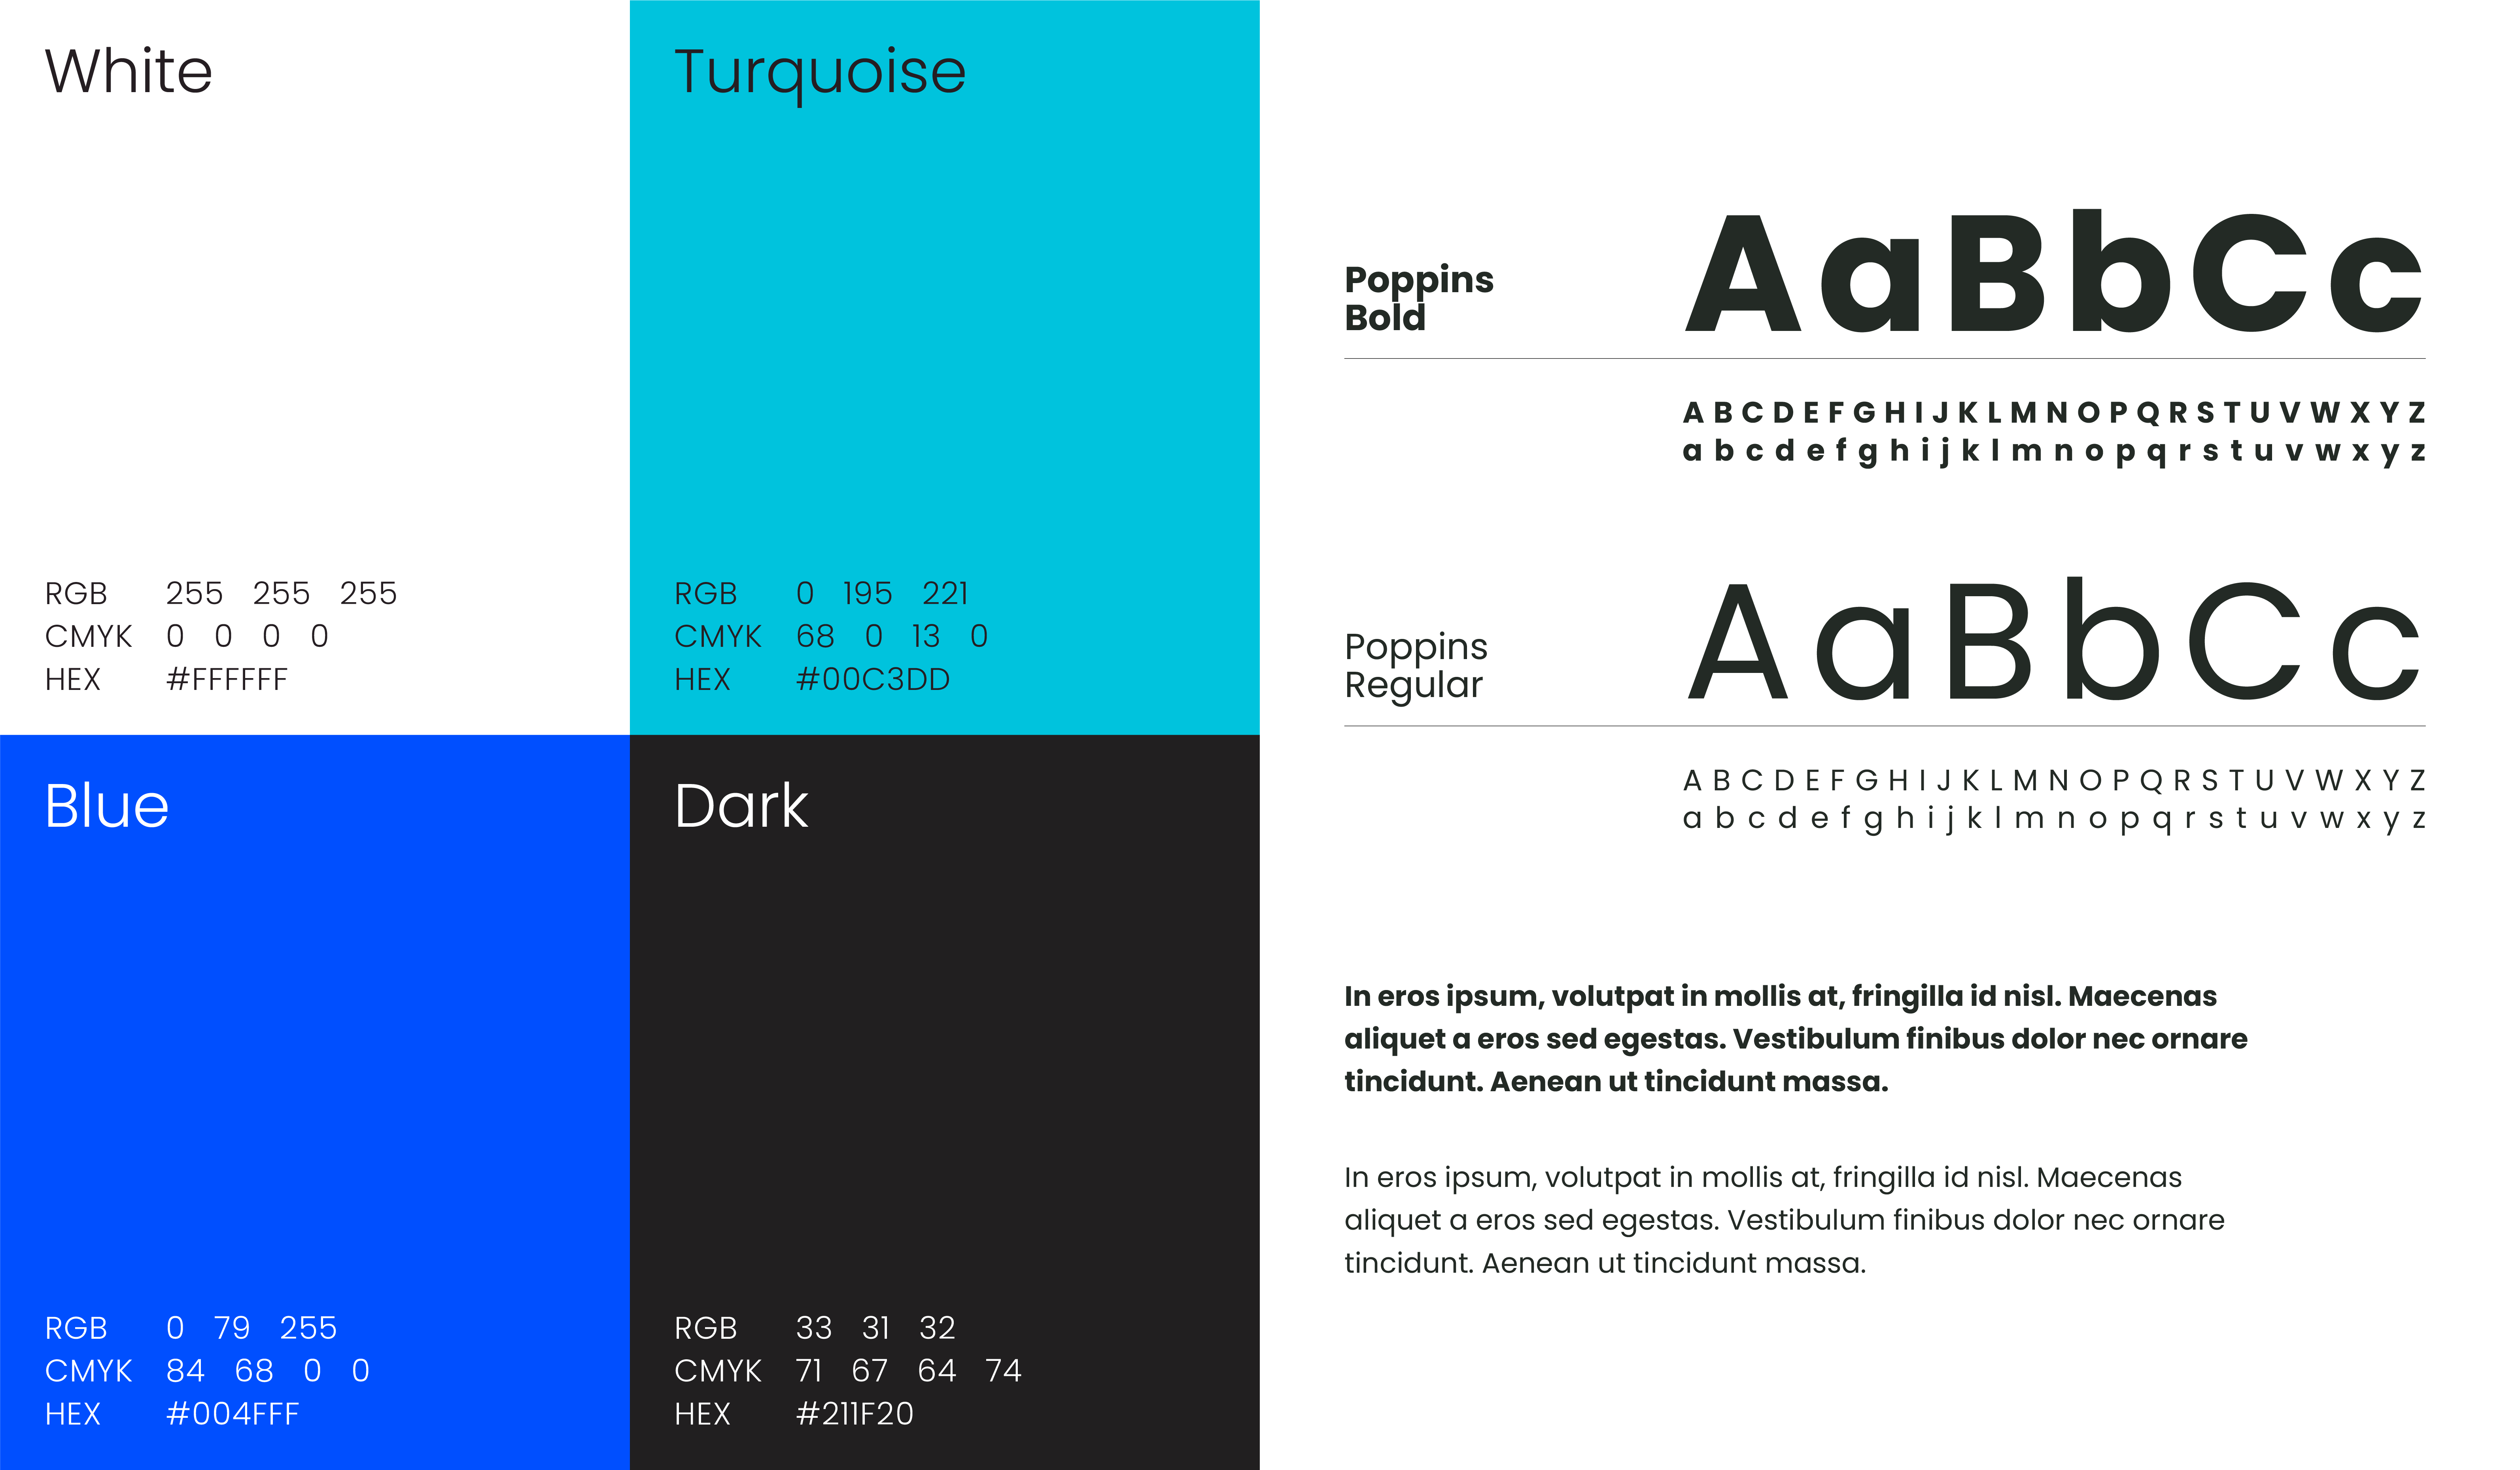 White
RGB 255 255 255
CMYK 0 0 0 0
HEX #FFFFFF
Turquoise
RGB 0 195 221
CMYK 68 0 13 0
HEX #00C3DD
Blue
RGB 0 79 255
CMYK 84 68 0 0
HEX #004FFF
Dark
RGB 33 31 32
CMYK 71 67 64 74
HEX #211F20
Poppins
Bold
AaBbCc
A B C D E F G H I J K L M N O P Q R S T U V W X Y Z
a b c d e f g h i j k l m n o p q r s t u v w x y z
Poppins
Regular
AaBbCc
A B C D E F G H I J K L M N O P Q R S T U V W X Y Z
a b c d e f g h i j k l m n o p q r s t u v w x y z
In eros ipsum, volutpat in mollis at, fringilla id nisl. Maecenas
aliquet a eros sed egestas. Vestibulum finibus dolor nec ornare
tincidunt. Aenean ut tincidunt massa.
In eros ipsum, volutpat in mollis at, fringilla id nisl. Maecenas
aliquet a eros sed egestas. Vestibulum finibus dolor nec ornare
tincidunt. Aenean ut tincidunt massa.